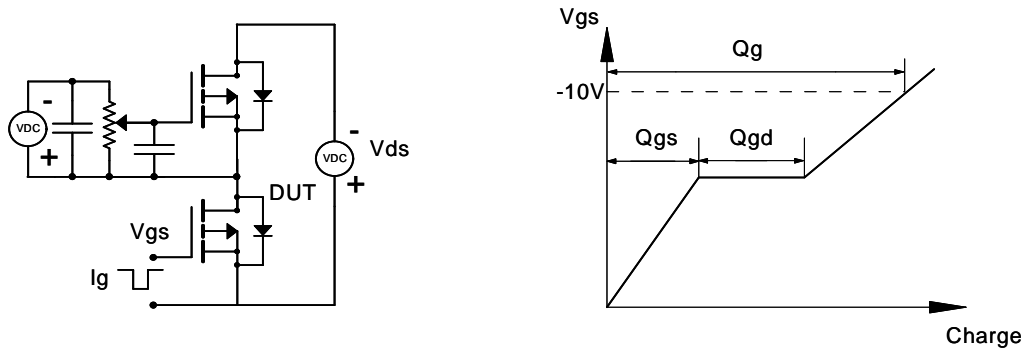 -
VDC
+
-
VDC
+
Vds
DUT
Vgs
Ig
Vgs
Qg
-10V
Qgs
Qgd
Charge